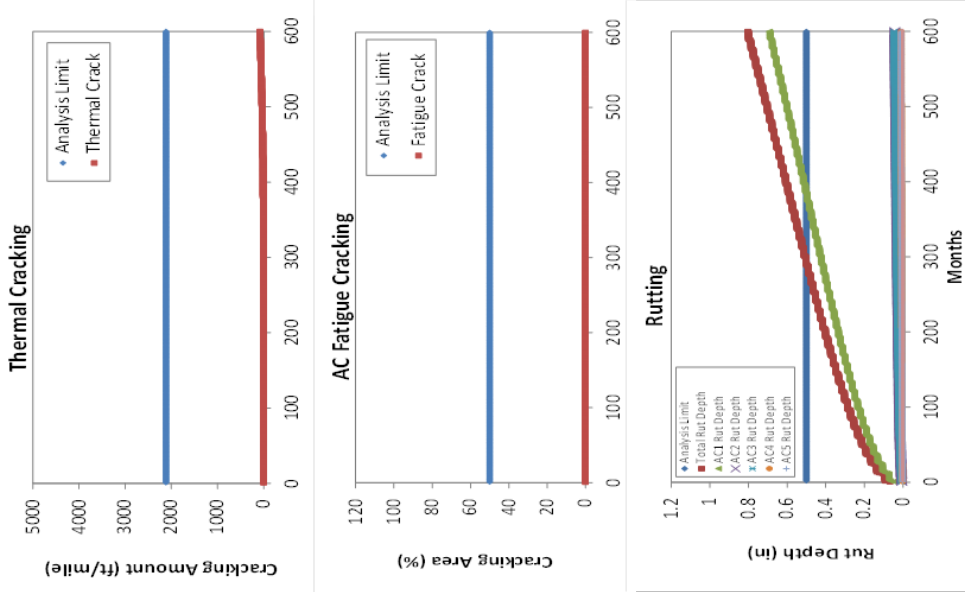 Thermal Cracking
Cracking Amount (ft/mile)
5000
4000
3000
2000
1000
0
Analysis Limit
Thermal Crack
0 100 200 300 400 500 600
AC Fatigue Cracking
Cracking Area (%)
120
100
80
60
40
20
0
Analysis Limit
Fatigue Crack
0 100 200 300 400 500 600
Rutting
Rut Depth (in)
1.2
1
0.8
0.6
0.4
0.2
0
Analysis Limit
Total Rut Depth
AC1 Rut Depth
AC2 Rut Depth
AC3 Rut Depth
AC4 Rut Depth
AC5 Rut Depth
0 100 200 300 400 500 600
Months